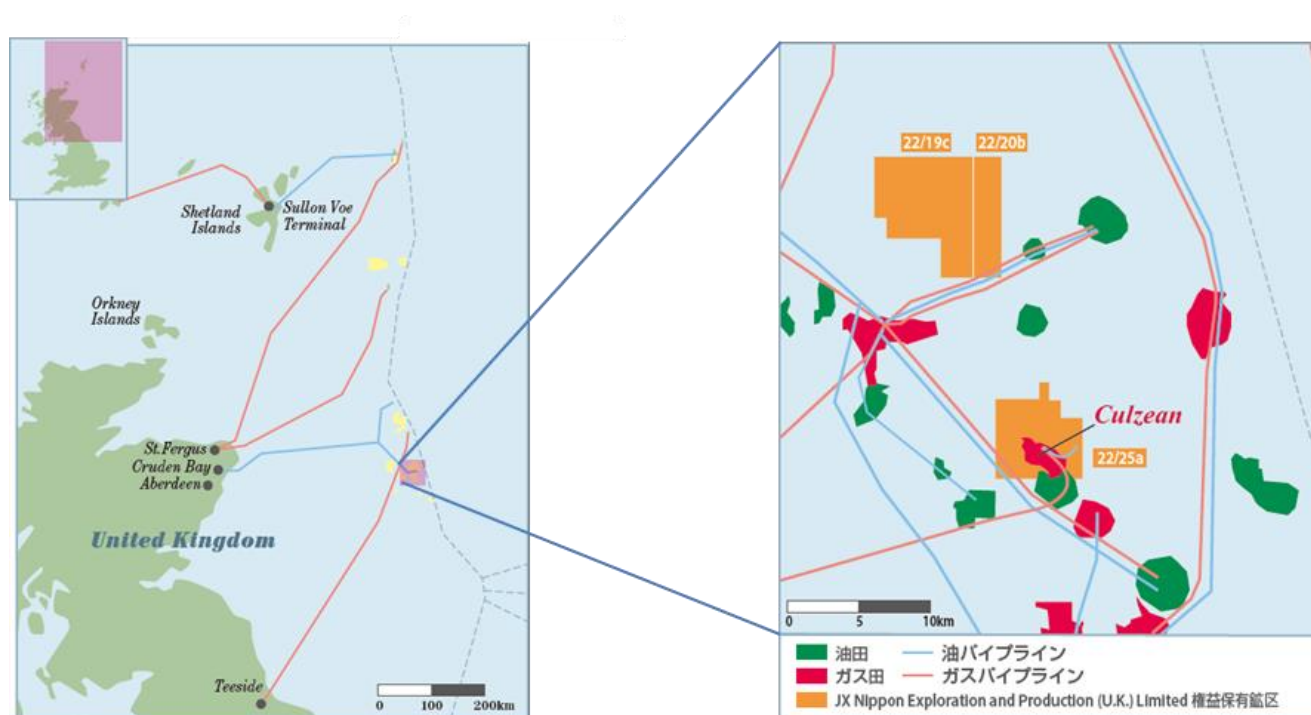 Shetland
Islands
Sullon Voe
Terminal
Orkney
Islands
St.Fergus
Cruden Bay
Aberdeen
United Kingdom
Teeside
0 100 200km
22/19c 22/20b
Culzean
22/25a
0 5 10km
油田 油パイプライン
ガス田 ガスパイプライン
JX Nippon Exploration and Production (U.K.) Limited 権益保有鉱区